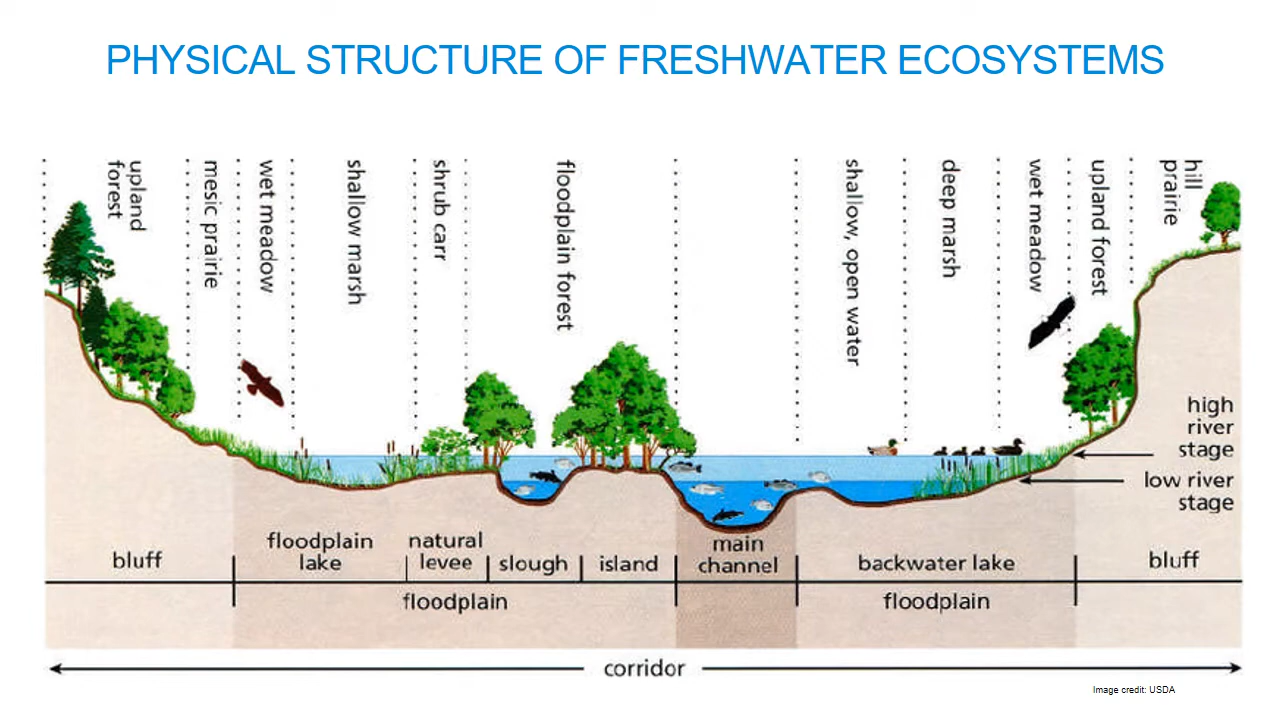 PHYSICAL STRUCTURE OF FRESHWATER ECOSYSTEMS
upland
forest
mesic prairie
wet meadow
shallow marsh
shrub carr
floodplain forest
shallow, open water
deep marsh
wet meadow
upland forest
hill
prairie
high
river
stage
low river
stage
bluff
floodplain
lake
natural
levee
slough
island
main
channel
backwater lake
bluff
floodplain
floodplain
corridor
Image credit: USDA